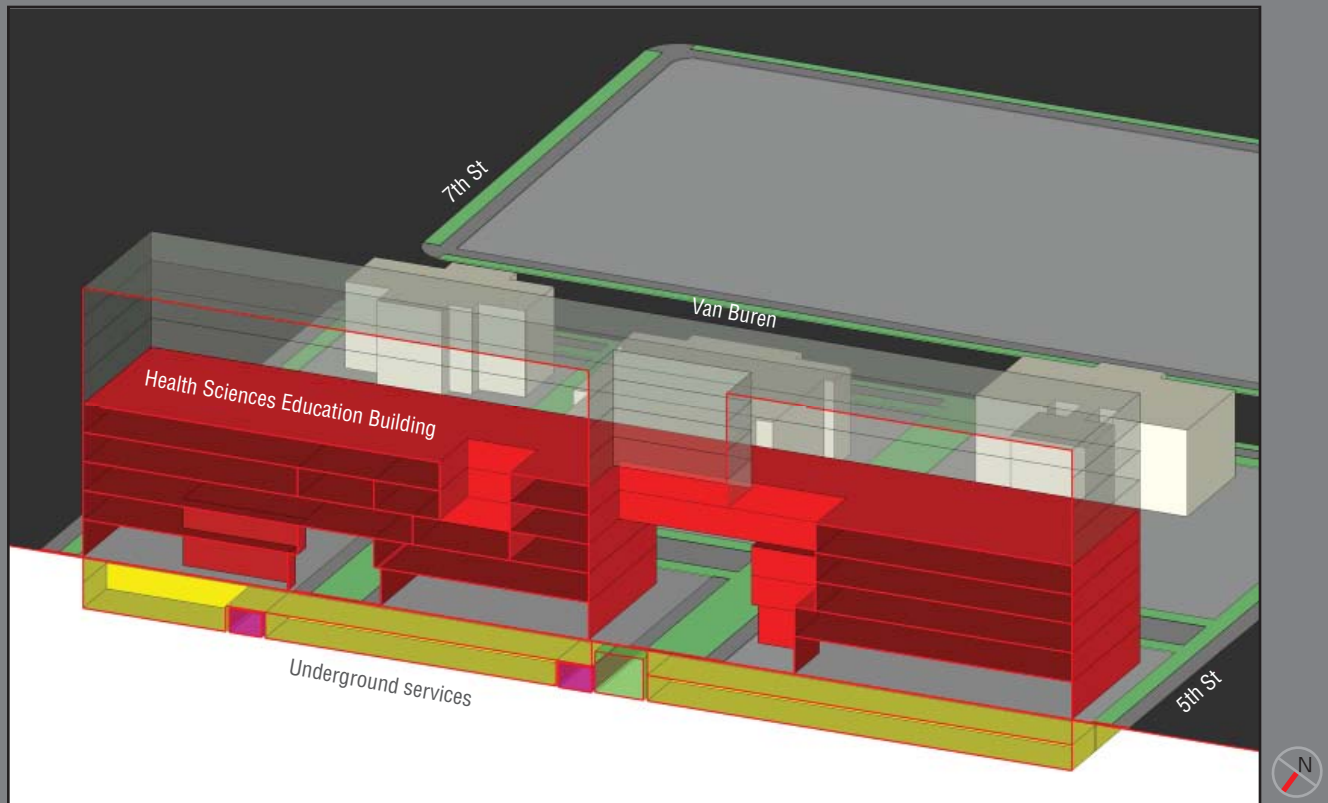 7th St
Van Buren
Health Sciences Education Building
Underground services
5th St
N